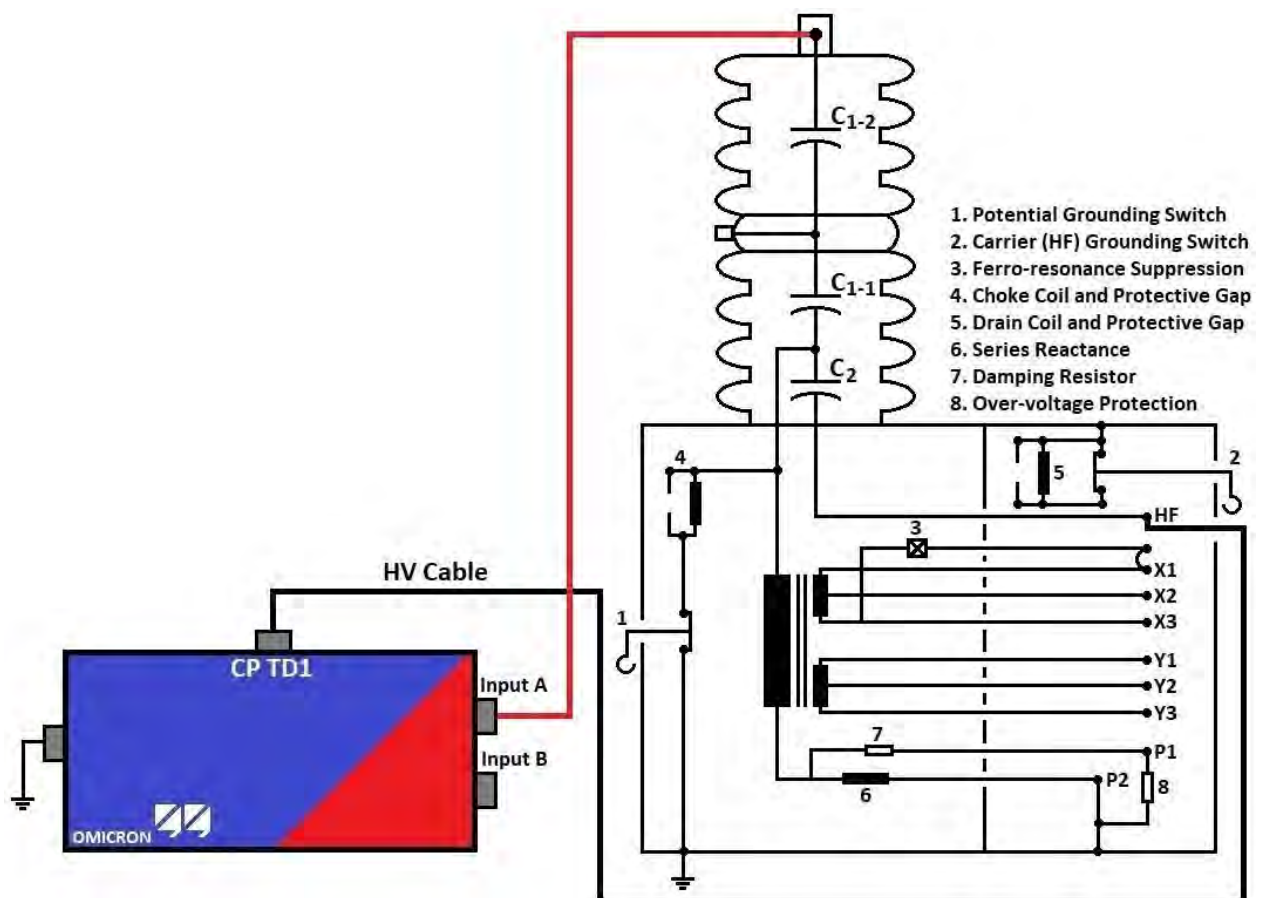 C1-2
1. Potential Grounding Switch
2. Carrier (HF) Grounding Switch
3. Ferro-resonance Suppression
4. Choke Coil and Protective Gap
5. Drain Coil and Protective Gap
6. Series Reactance
7. Damping Resistor
8. Over-voltage Protection
C1-1
C2
4
5
2
HF
3
X1
X2
X3
HV Cable
1
CP TD1
Input A
Input B
Y1
Y2
Y3
7
P1
6
P2
8
OMICRON